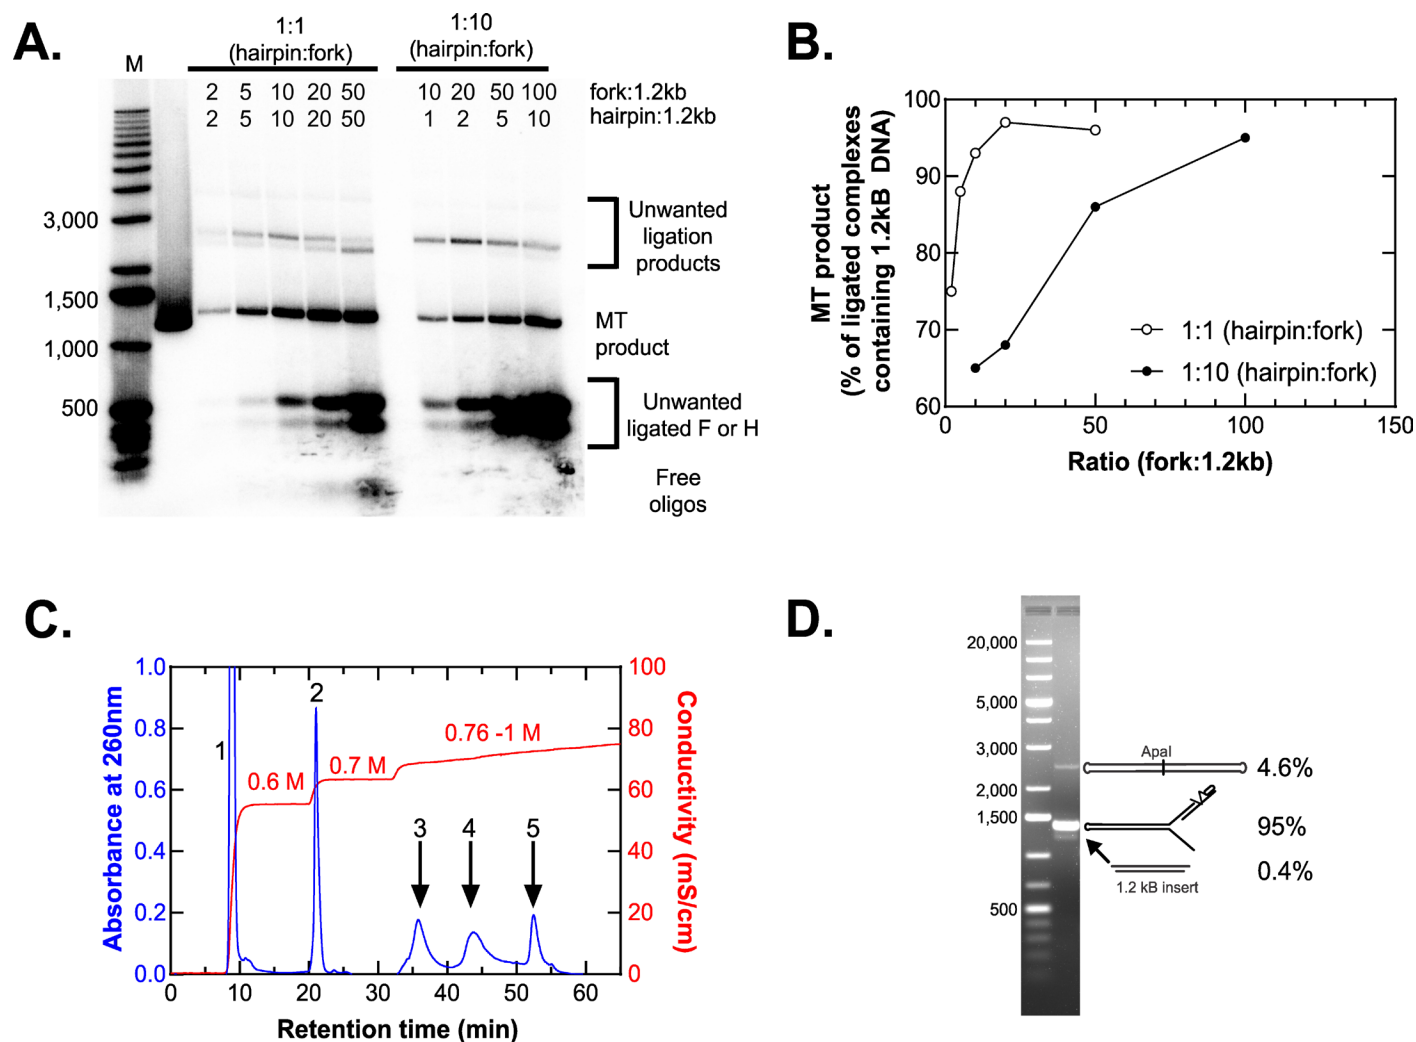 A.
1:1
(hairpin:fork)
1:10
(hairpin:fork)
M
2 5 10 20 50 10 20 50 100 fork:1.2kb
2 5 10 20 50 1 2 5 10 hairpin:1.2kb
3,000
1,500
1,000
500
Unwanted
ligation
products
MT
product
Unwanted
ligated F or H
Free
oligos
B.
MT product
(% of ligated complexes
containing 1.2kB DNA)
100
90
80
70
60
0 50 100 150
Ratio (fork:1.2kb)
1:1 (hairpin:fork)
1:10 (hairpin:fork)
C.
Absorbance at 260nm
1.0
0.8
0.6
0.4
0.2
0.0
0 10 20 30 40 50 60
Retention time (min)
100
80
60
40
20
0
Conductivity (mS/cm)
1
2
0.6 M
0.7 M
0.76 -1 M
3 4 5
D.
20,000
5,000
3,000
2,000
1,500
500
ApaI
4.6%
95%
0.4%
1.2 kB insert